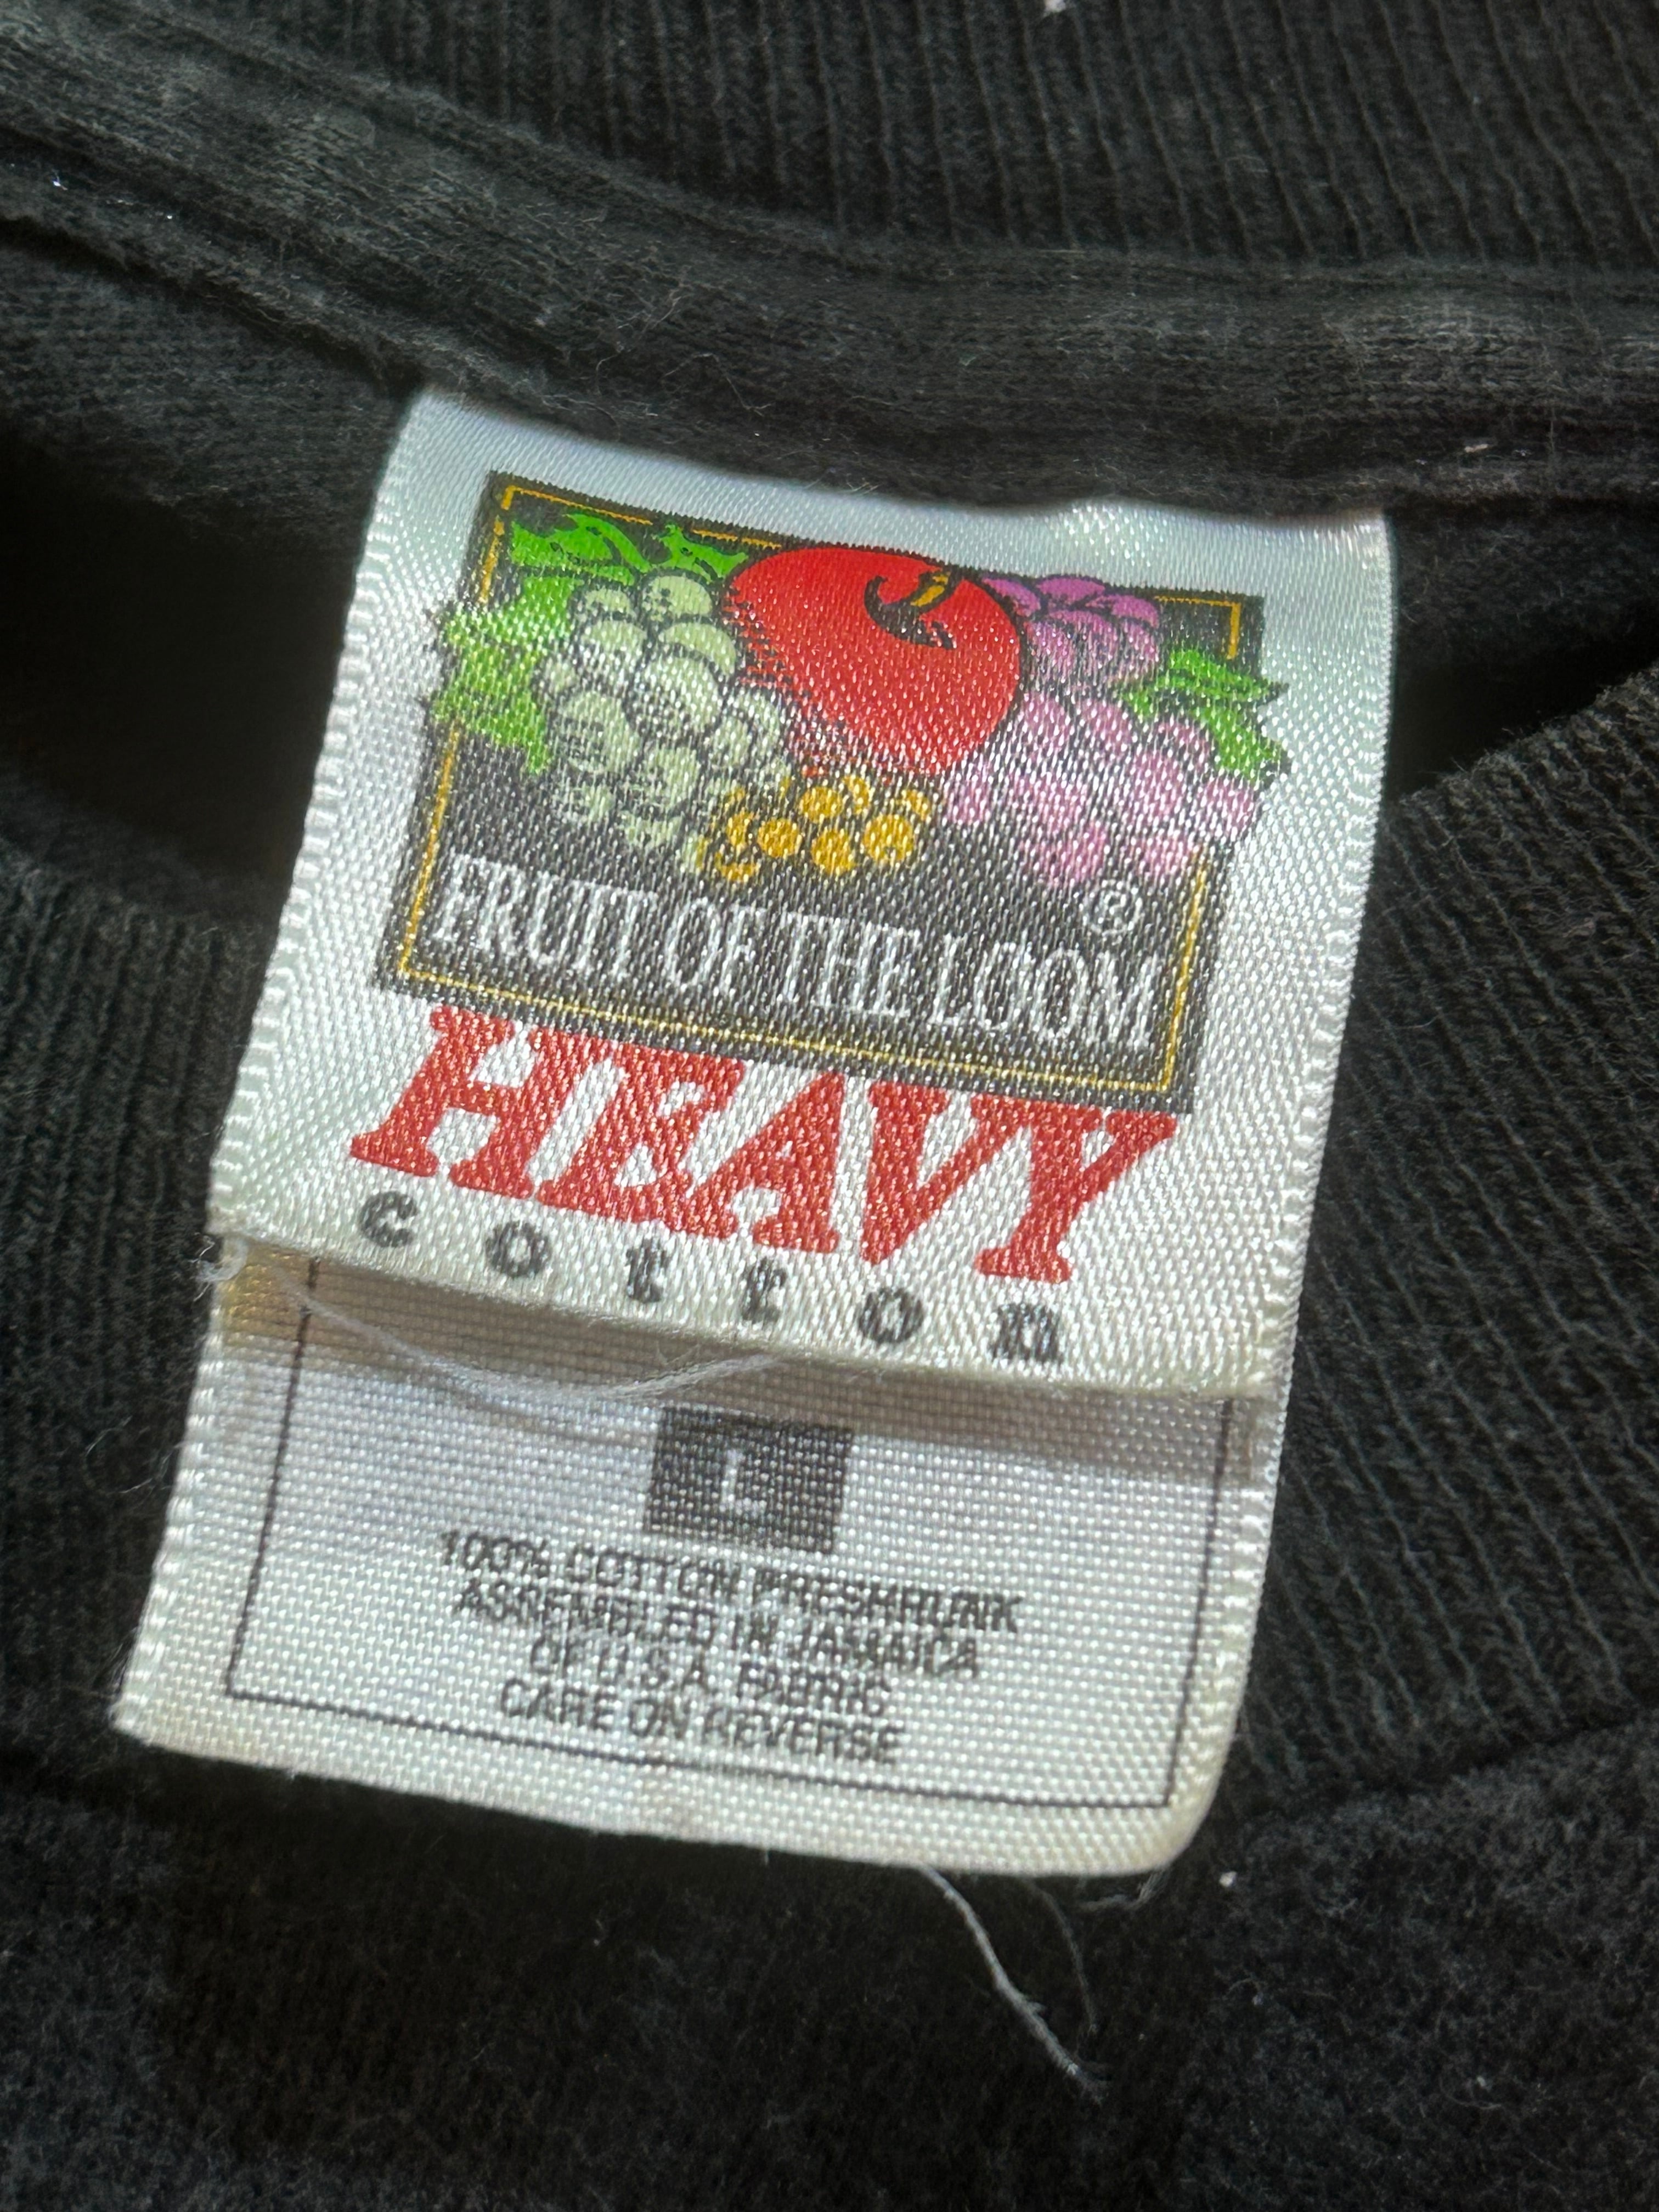 FRUIT OF THE LOOM ®
HEAVY
cotton
L
100% COTTON PRESHRUNK
ASSEMBLED IN JAMAICA
OF U.S.A. FABRIC
CARE ON REVERSE